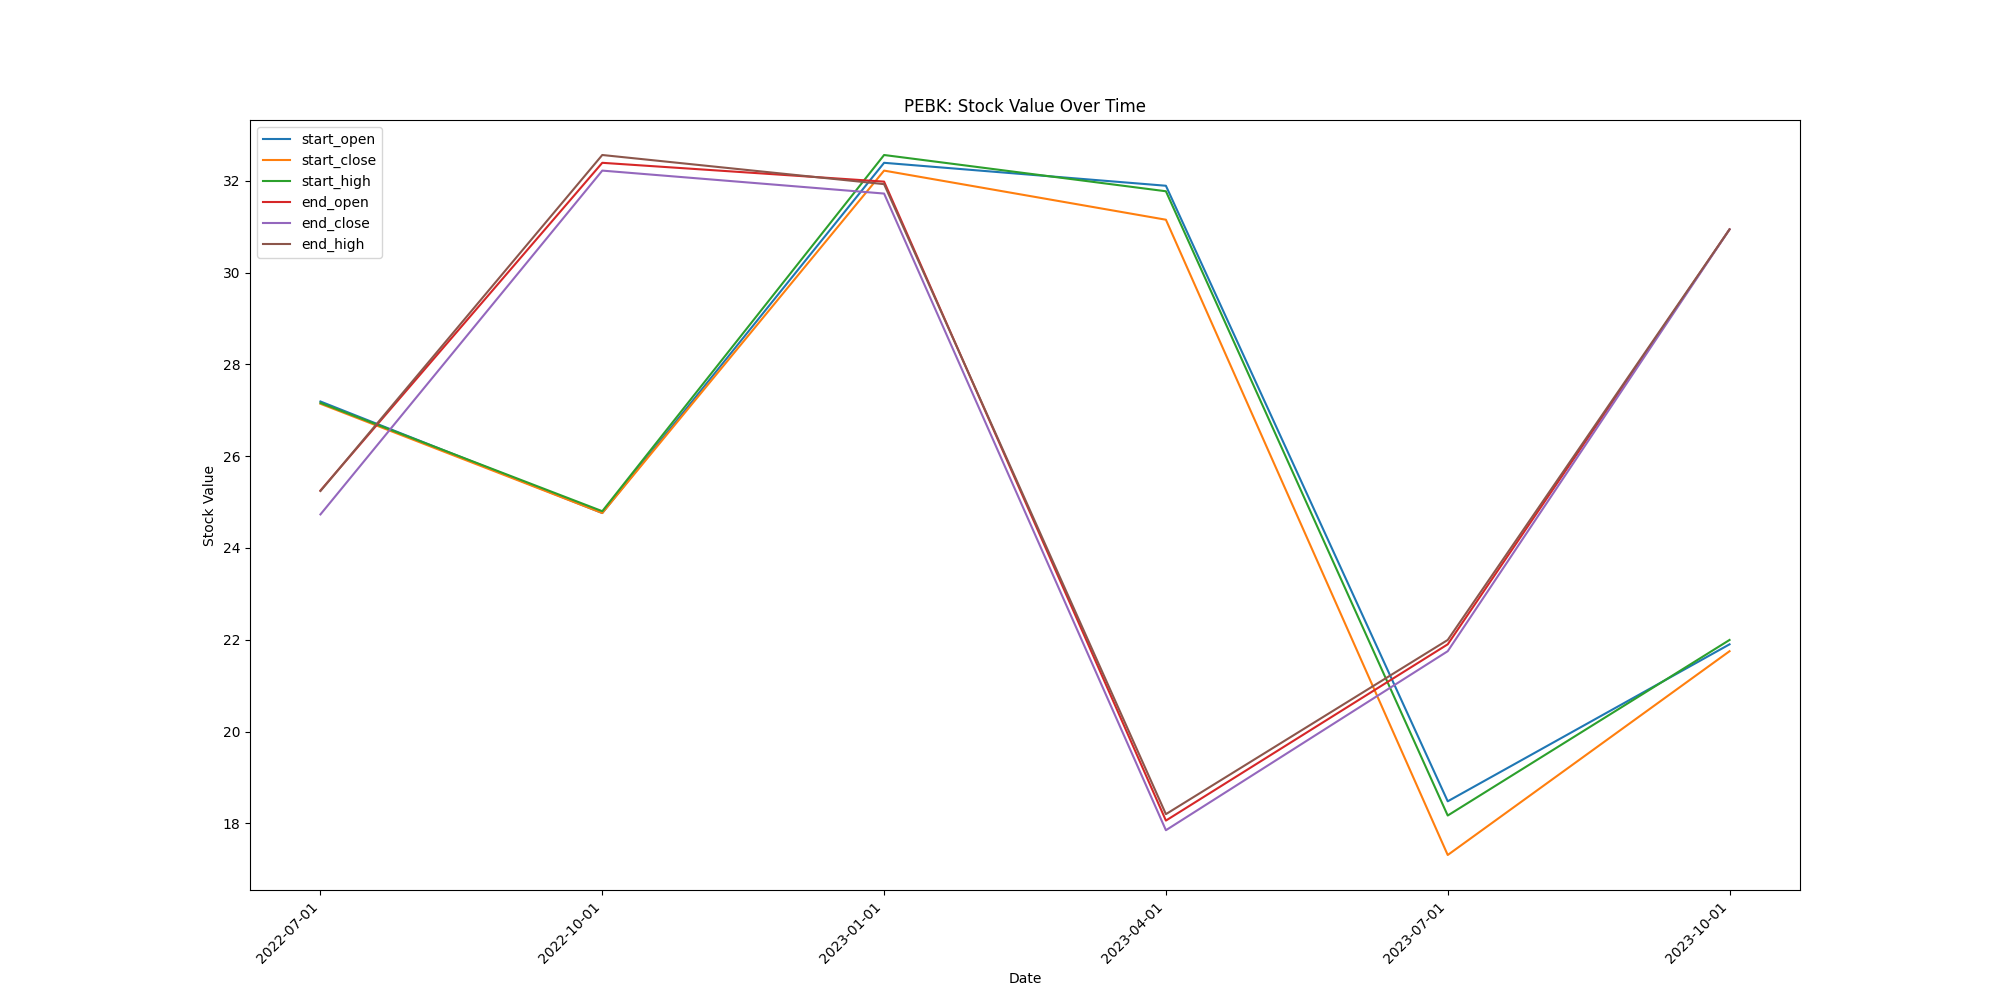 PEBK: Stock Value Over Time
start_open
start_close
start_high
end_open
end_close
end_high
Stock Value
32
30
28
26
24
22
20
18
2022-07-01
2022-10-01
2023-01-01
2023-04-01
2023-07-01
2023-10-01
Date